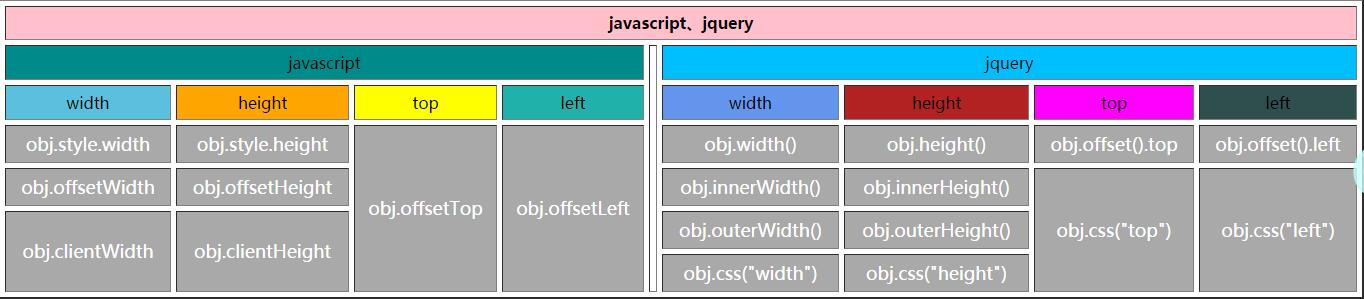 javascript、jquery
javascript jquery
width height top left width height top left
obj.style.width obj.style.height obj.width() obj.height() obj.offset().top obj.offset().left
obj.offsetWidth obj.offsetHeight obj.offsetTop obj.offsetLeft obj.innerWidth() obj.innerHeight() obj.css("top") obj.css("left")
obj.clientWidth obj.clientHeight obj.outerWidth() obj.outerHeight()
obj.css("width") obj.css("height")